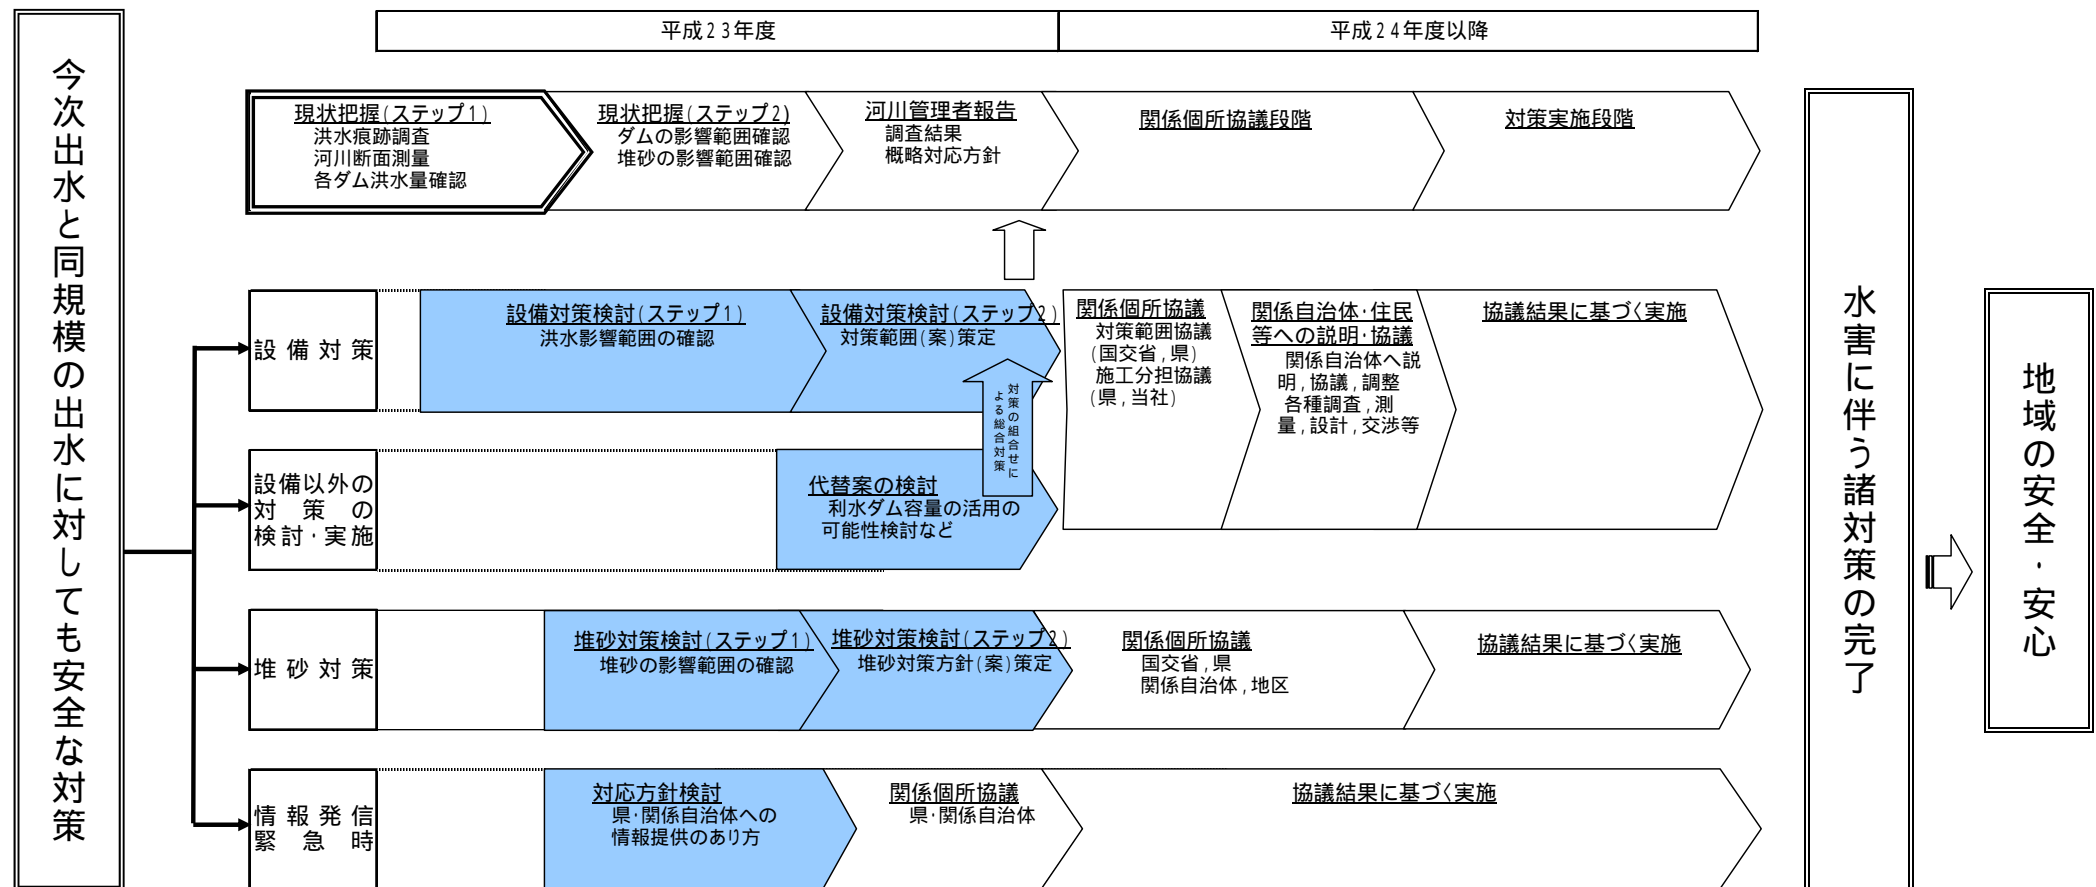 平成23年度
平成24年度以降
今次出水と同規模の出水に対しても安全な対策
現状把握(ステップ1)
洪水痕跡調査
河川断面測量
各ダム洪水量確認
現状把握(ステップ2)
ダムの影響範囲確認
堆砂の影響範囲確認
河川管理者報告
調査結果
概略対応方針
関係個所協議段階
対策実施段階
設備対策
設備対策検討(ステップ1)
洪水影響範囲の確認
設備対策検討(ステップ2)
対策範囲(案)策定
対策の組合せに
よる総合対策
関係個所協議
対策範囲協議
(国交省,県)
施工分担協議
(県,当社)
関係自治体・住民
等への説明・協議
関係自治体へ説
明,協議,調整
各種調査,測
量,設計,交渉等
協議結果に基づく実施
設備以外の
対策の
検討・実施
代替案の検討
利水ダム容量の活用の
可能性検討など
堆砂対策
堆砂対策検討(ステップ1)
堆砂の影響範囲の確認
堆砂対策検討(ステップ2)
堆砂対策方針(案)策定
関係個所協議
国交省,県
関係自治体,地区
協議結果に基づく実施
情報発信
緊急時
対応方針検討
県・関係自治体への
情報提供のあり方
関係個所協議
県・関係自治体
協議結果に基づく実施
水害に伴う諸対策の完了
地域の安全・安心